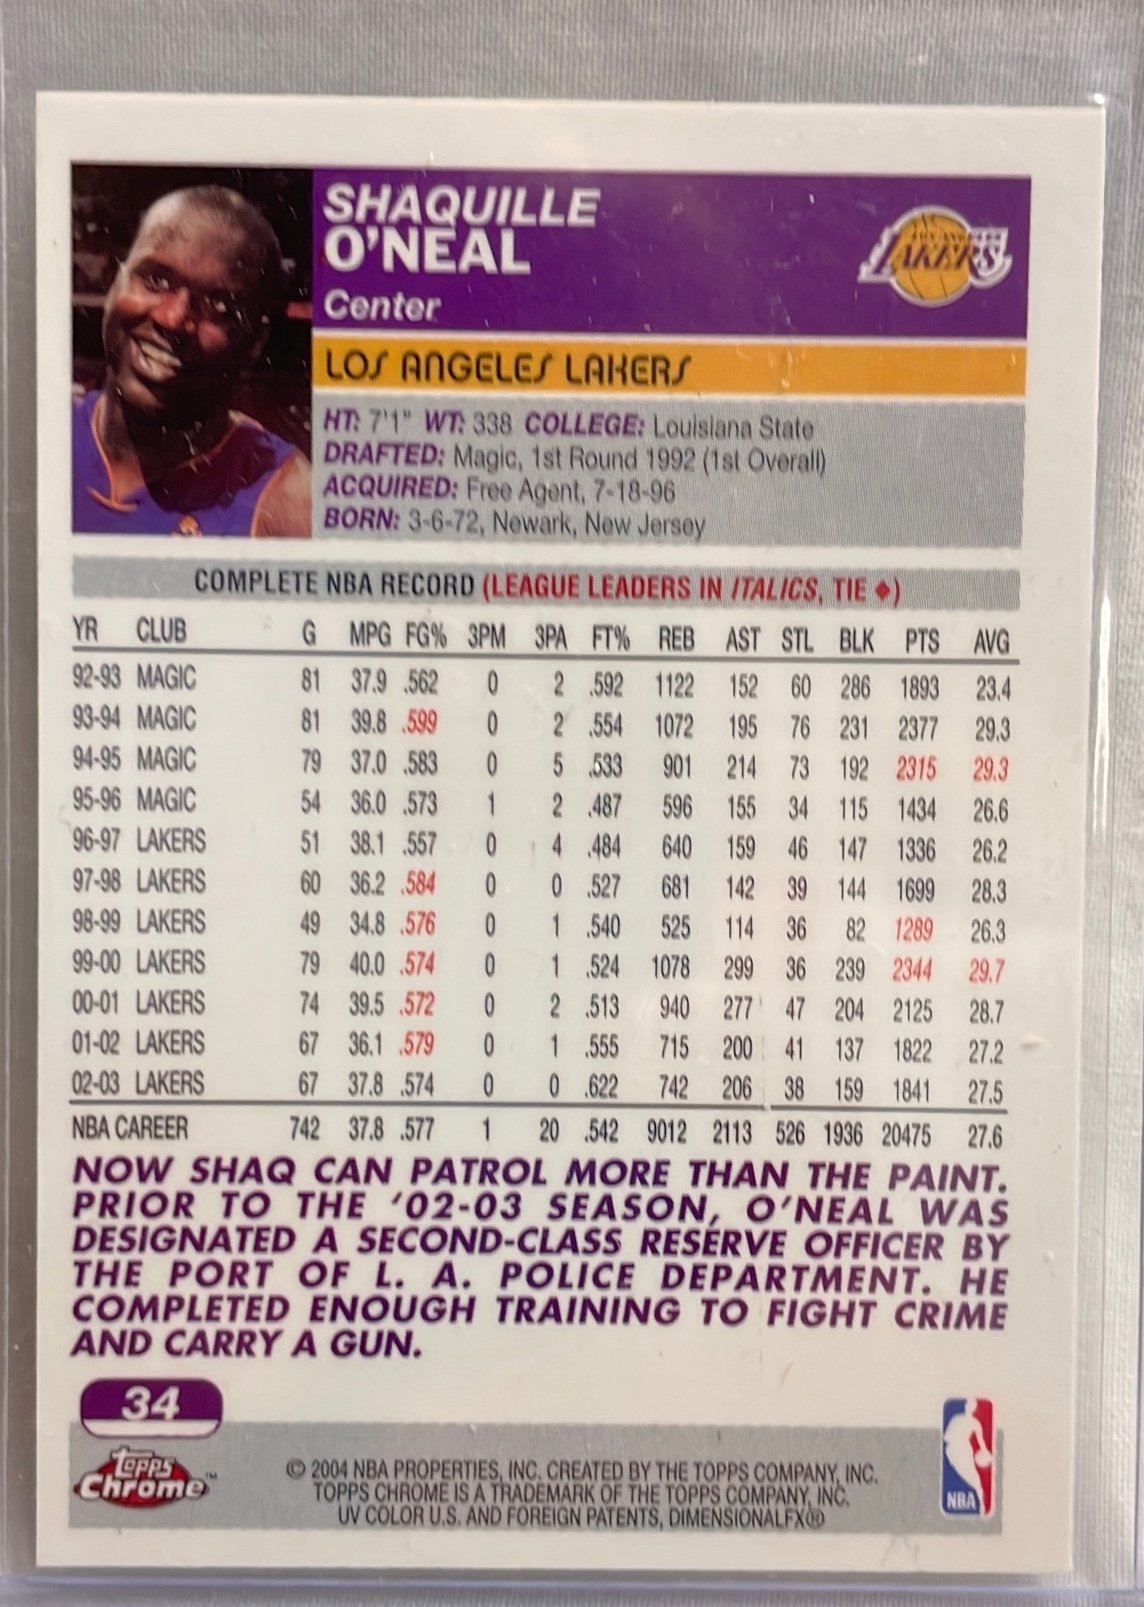 SHAQUILLE
O'NEAL
Center
LOS ANGELES LAKERS
LOS ANGELES LAKERS
HT: 7'1" WT: 338 COLLEGE: Louisiana State
DRAFTED: Magic, 1st Round 1992 (1st Overall)
ACQUIRED: Free Agent, 7-18-96
BORN: 3-6-72, Newark, New Jersey
COMPLETE NBA RECORD (LEAGUE LEADERS IN ITALICS, TIE ♦)
YR CLUB G MPG FG% 3PM 3PA FT% REB AST STL BLK PTS AVG
92-93 MAGIC 81 37.9 .562 0 2 .592 1122 152 60 286 1893 23.4
93-94 MAGIC 81 39.8 .599 0 2 .554 1072 195 76 231 2377 29.3
94-95 MAGIC 79 37.0 .583 0 5 .533 901 214 73 192 2315 29.3
95-96 MAGIC 54 36.0 .573 1 2 .487 596 155 34 115 1434 26.6
96-97 LAKERS 51 38.1 .557 0 4 .484 640 159 46 147 1336 26.2
97-98 LAKERS 60 36.2 .584 0 0 .527 681 142 39 144 1699 28.3
98-99 LAKERS 49 34.8 .576 0 1 .540 525 114 36 82 1289 26.3
99-00 LAKERS 79 40.0 .574 0 1 .524 1078 299 36 239 2344 29.7
00-01 LAKERS 74 39.5 .572 0 2 .513 940 277 47 204 2125 28.7
01-02 LAKERS 67 36.1 .579 0 1 .555 715 200 41 137 1822 27.2
02-03 LAKERS 67 37.8 .574 0 0 .622 742 206 38 159 1841 27.5
NBA CAREER 742 37.8 .577 1 20 .542 9012 2113 526 1936 20475 27.6
NOW SHAQ CAN PATROL MORE THAN THE PAINT.
PRIOR TO THE '02-03 SEASON, O'NEAL WAS
DESIGNATED A SECOND-CLASS RESERVE OFFICER BY
THE PORT OF L. A. POLICE DEPARTMENT. HE
COMPLETED ENOUGH TRAINING TO FIGHT CRIME
AND CARRY A GUN.
34
Topps
Chrome™
© 2004 NBA PROPERTIES, INC. CREATED BY THE TOPPS COMPANY, INC.
TOPPS CHROME IS A TRADEMARK OF THE TOPPS COMPANY, INC.
UV COLOR U.S. AND FOREIGN PATENTS, DIMENSIONALFX®
NBA